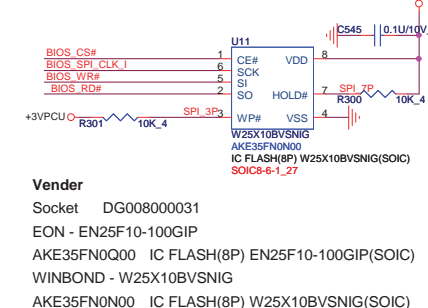 C545
0.1U/10V
U11
BIOS_CS# 1 CE# VDD 8
BIOS_SPI_CLK_I 6 SCK
BIOS_WR# 5 SI
BIOS_RD# 2 SO HOLD# 7 SPI_7P
R300 10K_4
+3VPCU R301 10K_4 SPI_3P 3 WP# VSS 4
W25X10BVSNIG
AKE35FN0N00
IC FLASH(8P) W25X10BVSNIG(SOIC)
SOIC8-6-1_27
Vender
Socket DG008000031
EON - EN25F10-100GIP
AKE35FN0Q00 IC FLASH(8P) EN25F10-100GIP(SOIC)
WINBOND - W25X10BVSNIG
AKE35FN0N00 IC FLASH(8P) W25X10BVSNIG(SOIC)